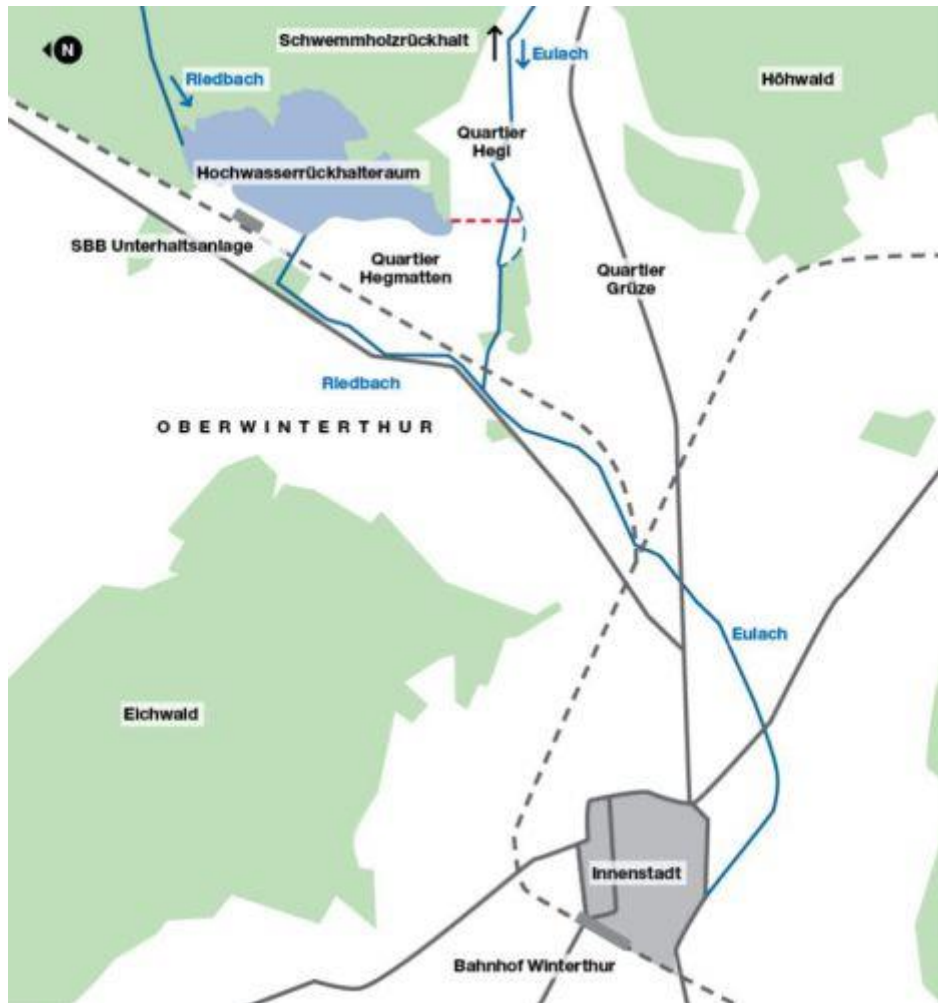 N
Schwemmholzrückhalt
Eulach
Riedbach
Höhwald
Quartier
Hegi
Hochwasserrückhalteraum
SBB Unterhaltsanlage
Quartier
Hegmatten
Quartier
Grüze
Riedbach
OBERWINTERTHUR
Eulach
Eichwald
Innenstadt
Bahnhof Winterthur